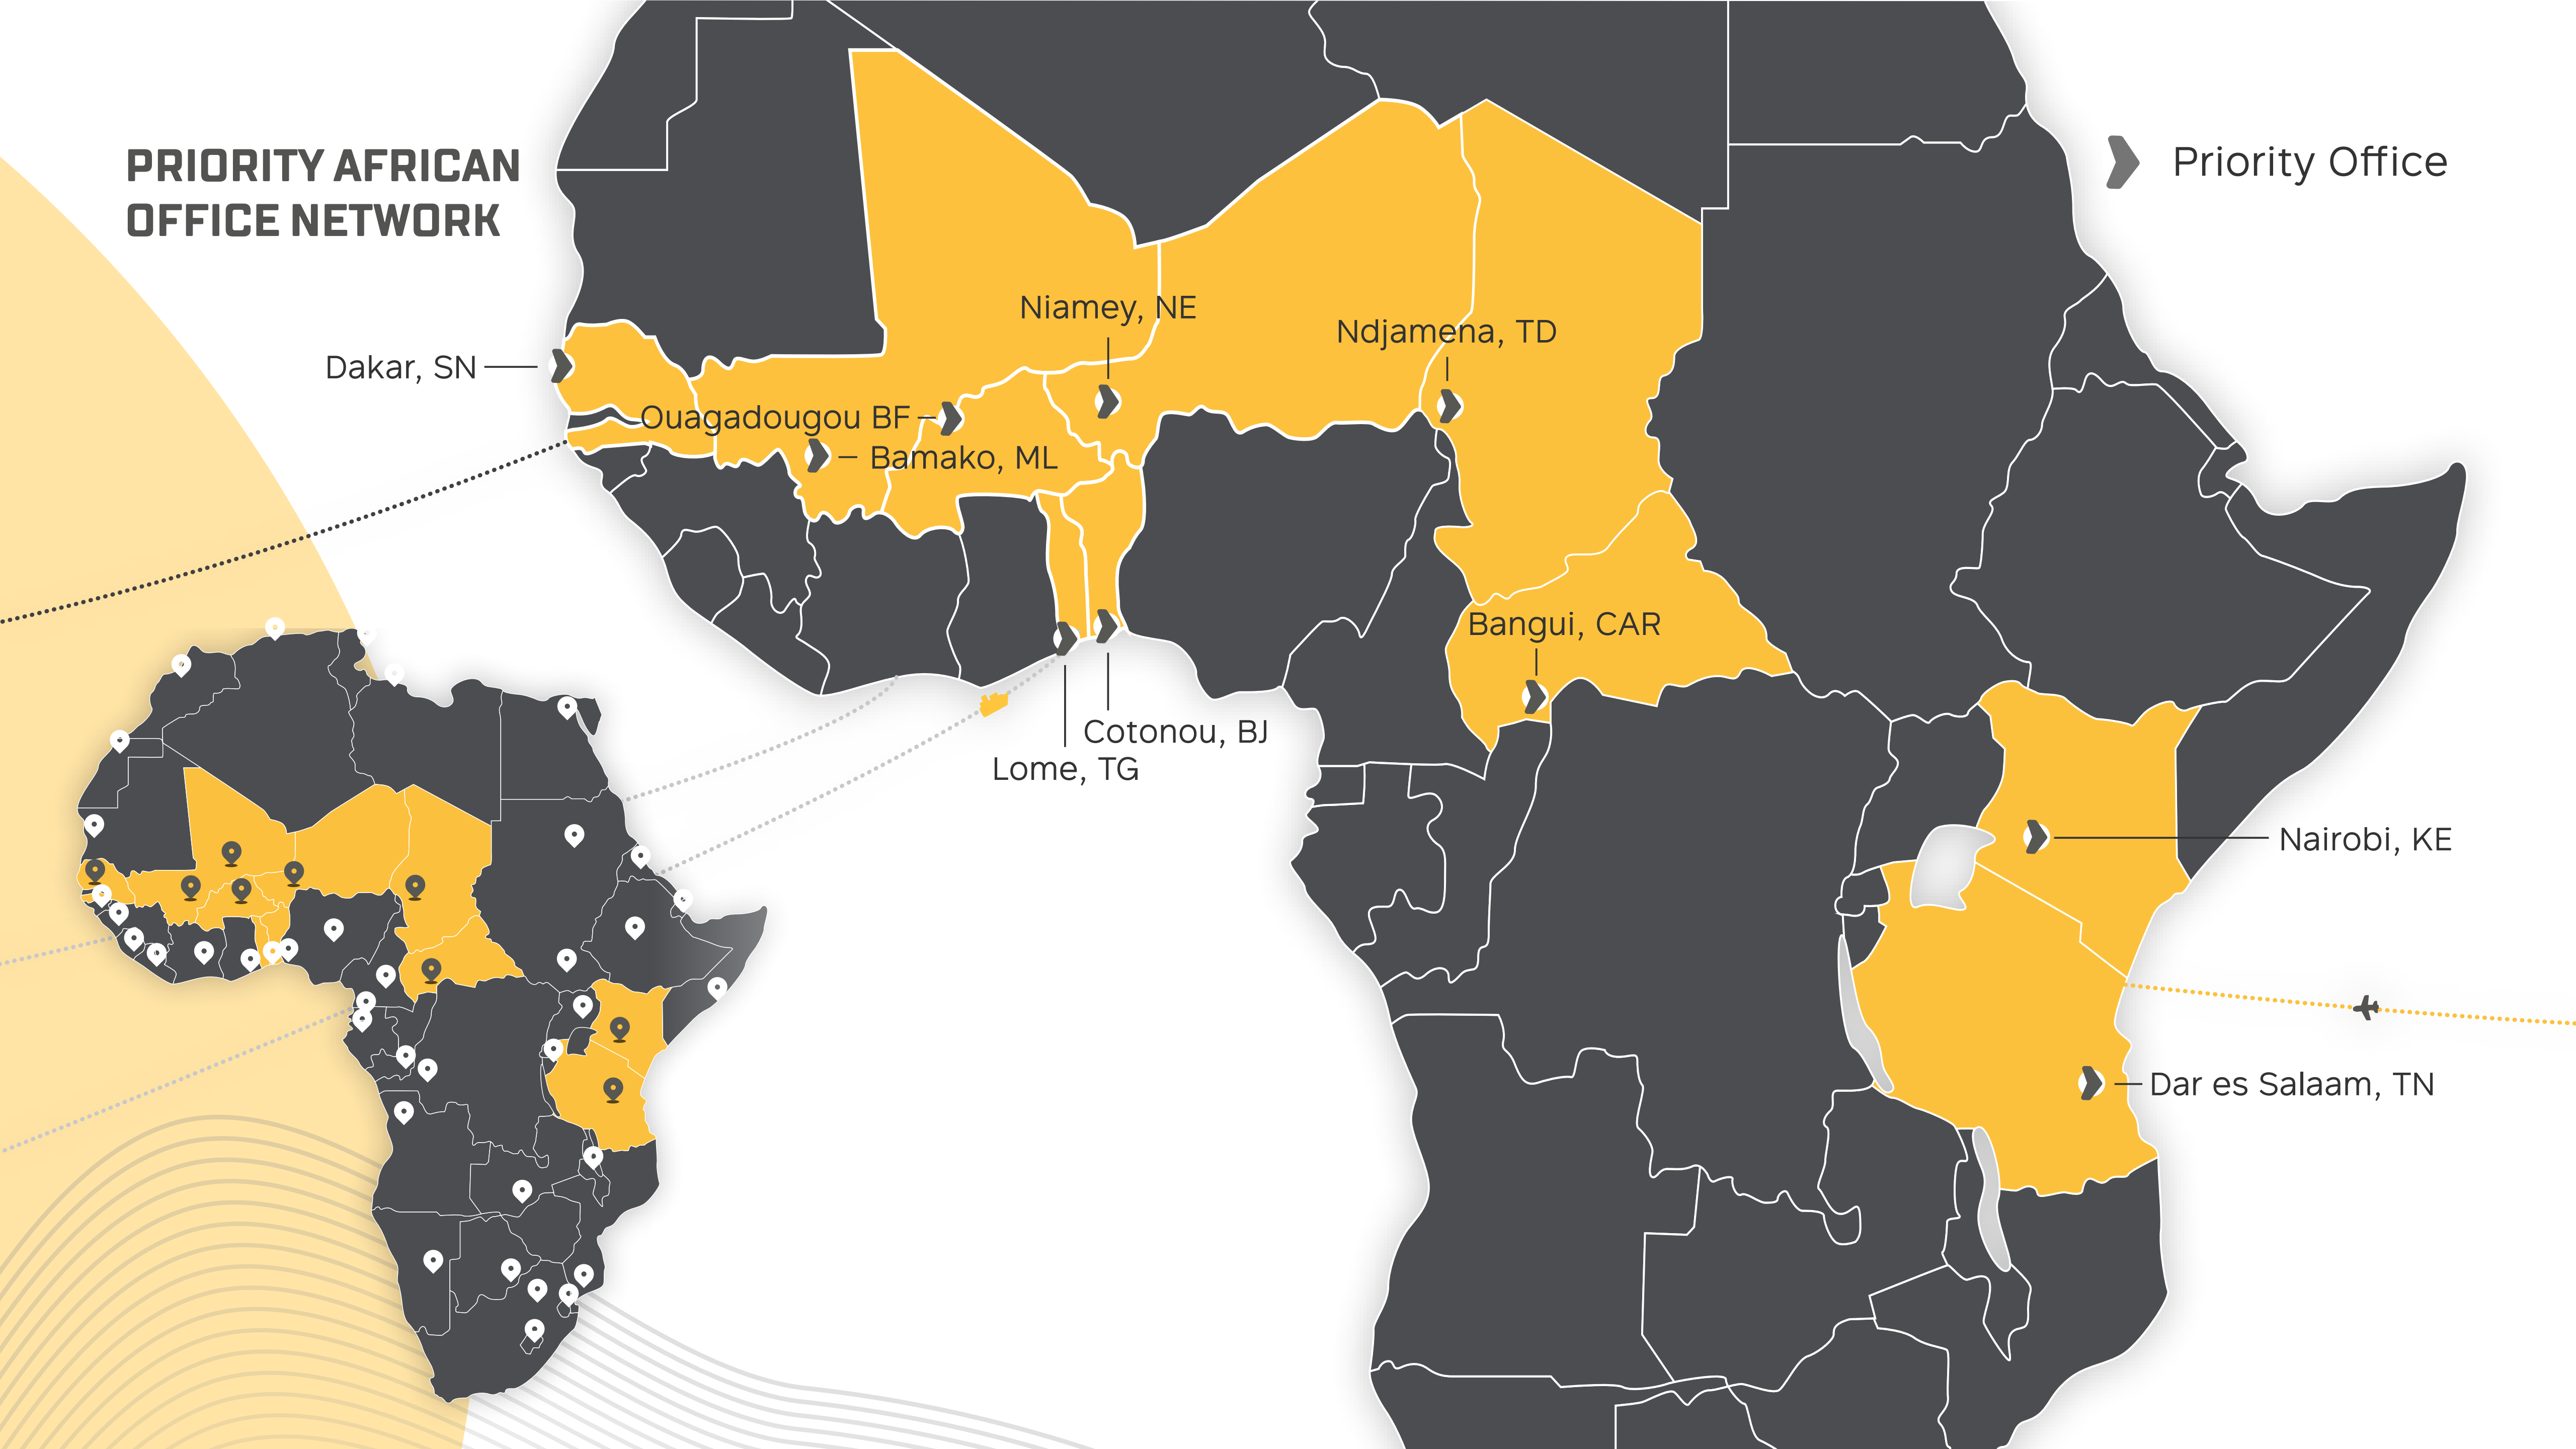 PRIORITY AFRICAN
OFFICE NETWORK
Priority Office
Niamey, NE
Ndjamena, TD
Dakar, SN
Ouagadougou BF
Bamako, ML
Bangui, CAR
Cotonou, BJ
Lome, TG
Nairobi, KE
Dar es Salaam, TN